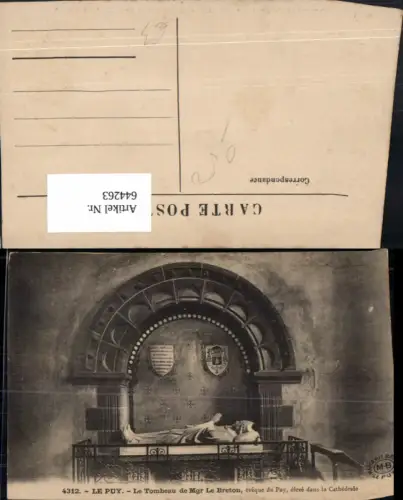 CARTE POST
Correspondance
Artikel Nr.
644263
4312. - LE PUY. - Le Tombeau de Mgr Le Breton, évêque du Puy, élevé dans la Cathédrale
M·B